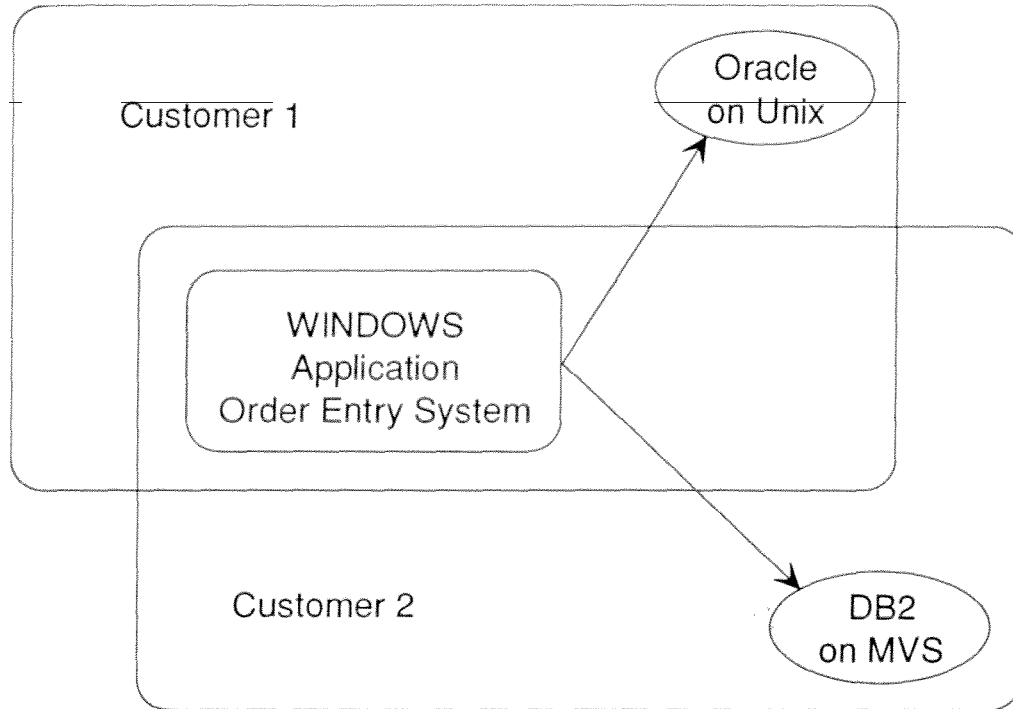 Oracle
on Unix
Customer 1
WINDOWS
Application
Order Entry System
Customer 2
DB2
on MVS